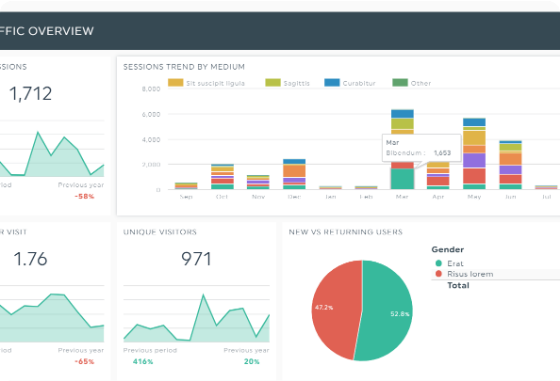 FFIC OVERVIEW
SSIONS
1,712
riod
Previous year
-58%
SESSIONS TREND BY MEDIUM
Sit suscipit ligula
Sagittis
Curabitur
Other
8,000
6,000
4,000
2,000
0
Mar
Bibendum: 1,653
Sep Oct Nov Dec Jan Feb Mar Apr May Jun Jul
R VISIT
1.76
riod
Previous year
-65%
UNIQUE VISITORS
971
Previous period
Previous year
416%
20%
NEW VS RETURNING USERS
47.2%
52.8%
Gender
Erat
Risus lorem
Total